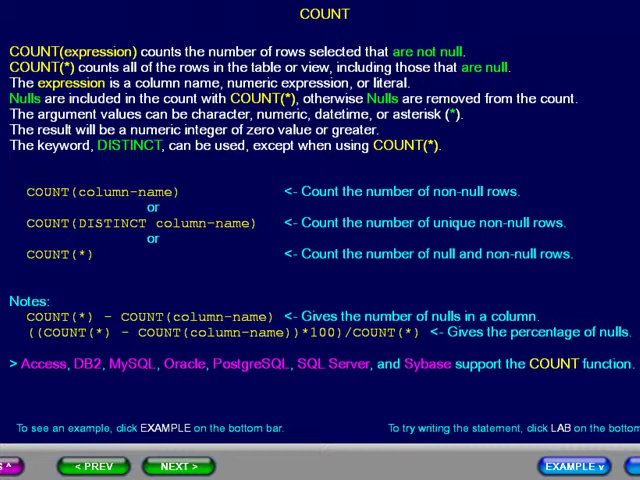 COUNT
COUNT(expression) counts the number of rows selected that are not null.
COUNT(*) counts all of the rows in the table or view, including those that are null.
The expression is a column name, numeric expression, or literal.
Nulls are included in the count with COUNT(*), otherwise Nulls are removed from the count.
The argument values can be character, numeric, datetime, or asterisk (*).
The result will be a numeric integer of zero value or greater.
The keyword, DISTINCT, can be used, except when using COUNT(*).
COUNT(column-name) <- Count the number of non-null rows.
or
COUNT(DISTINCT column-name) <- Count the number of unique non-null rows.
or
COUNT(*) <- Count the number of null and non-null rows.
Notes:
COUNT(*) - COUNT(column-name) <- Gives the number of nulls in a column.
((COUNT(*) - COUNT(column-name))*100)/COUNT(*) <- Gives the percentage of nulls.
> Access, DB2, MySQL, Oracle, PostgreSQL, SQL Server, and Sybase support the COUNT function.
To see an example, click EXAMPLE on the bottom bar. To try writing the statement, click LAB on the bottom
S ^ < PREV NEXT > EXAMPLE v